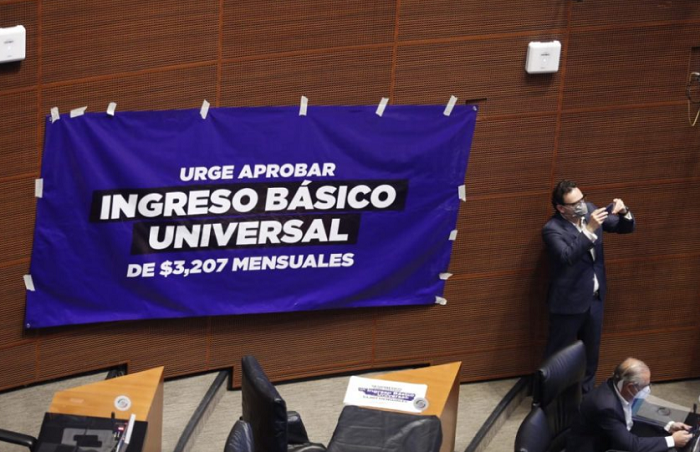 URGE APROBAR
INGRESO BÁSICO
UNIVERSAL
DE $3,207 MENSUALES